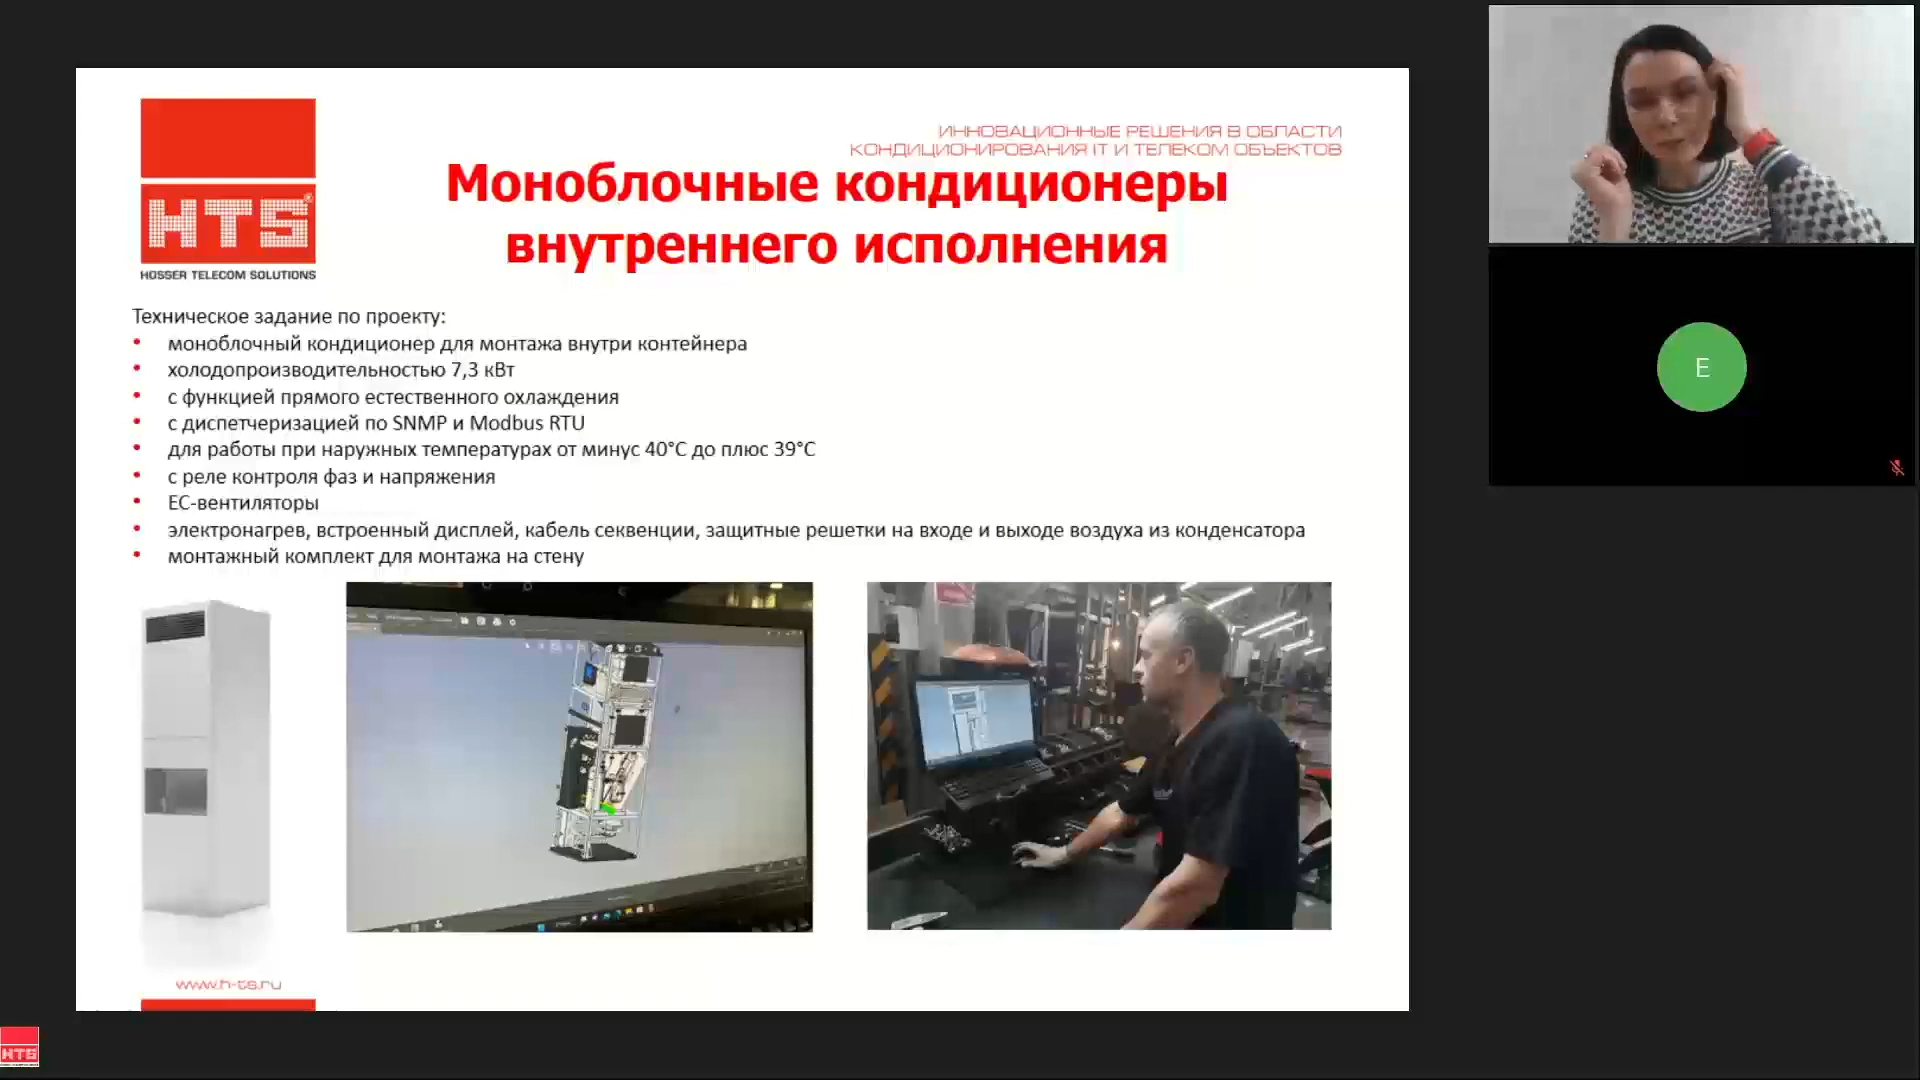 ИННОВАЦИОННЫЕ РЕШЕНИЯ В ОБЛАСТИ
КОНДИЦИОНИРОВАНИЯ IT И ТЕЛЕКОМ ОБЪЕКТОВ
HTS®
HOSSER TELECOM SOLUTIONS
Моноблочные кондиционеры
внутреннего исполнения
Техническое задание по проекту:
• моноблочный кондиционер для монтажа внутри контейнера
• холодопроизводительностью 7,3 кВт
• с функцией прямого естественного охлаждения
• с диспетчеризацией по SNMP и Modbus RTU
• для работы при наружных температурах от минус 40°C до плюс 39°C
• с реле контроля фаз и напряжения
• ЕС-вентиляторы
• электронагрев, встроенный дисплей, кабель секвенции, защитные решетки на входе и выходе воздуха из конденсатора
• монтажный комплект для монтажа на стену
www.h-ts.ru
E
HTS